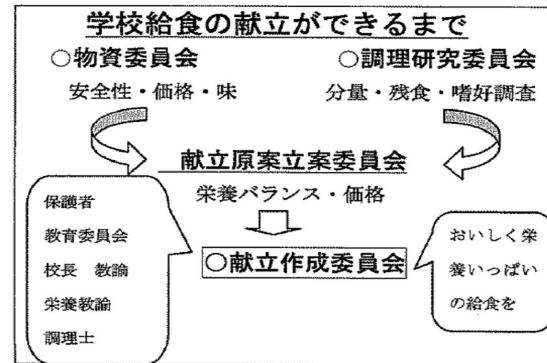 学校給食の献立ができるまで
○物資委員会
安全性・価格・味
○調理研究委員会
分量・残食・嗜好調査
献立原案立案委員会
栄養バランス・価格
○献立作成委員会
保護者
教育委員会
校長　教諭
栄養教諭
調理士
おいしく栄
養いっぱい
の給食を